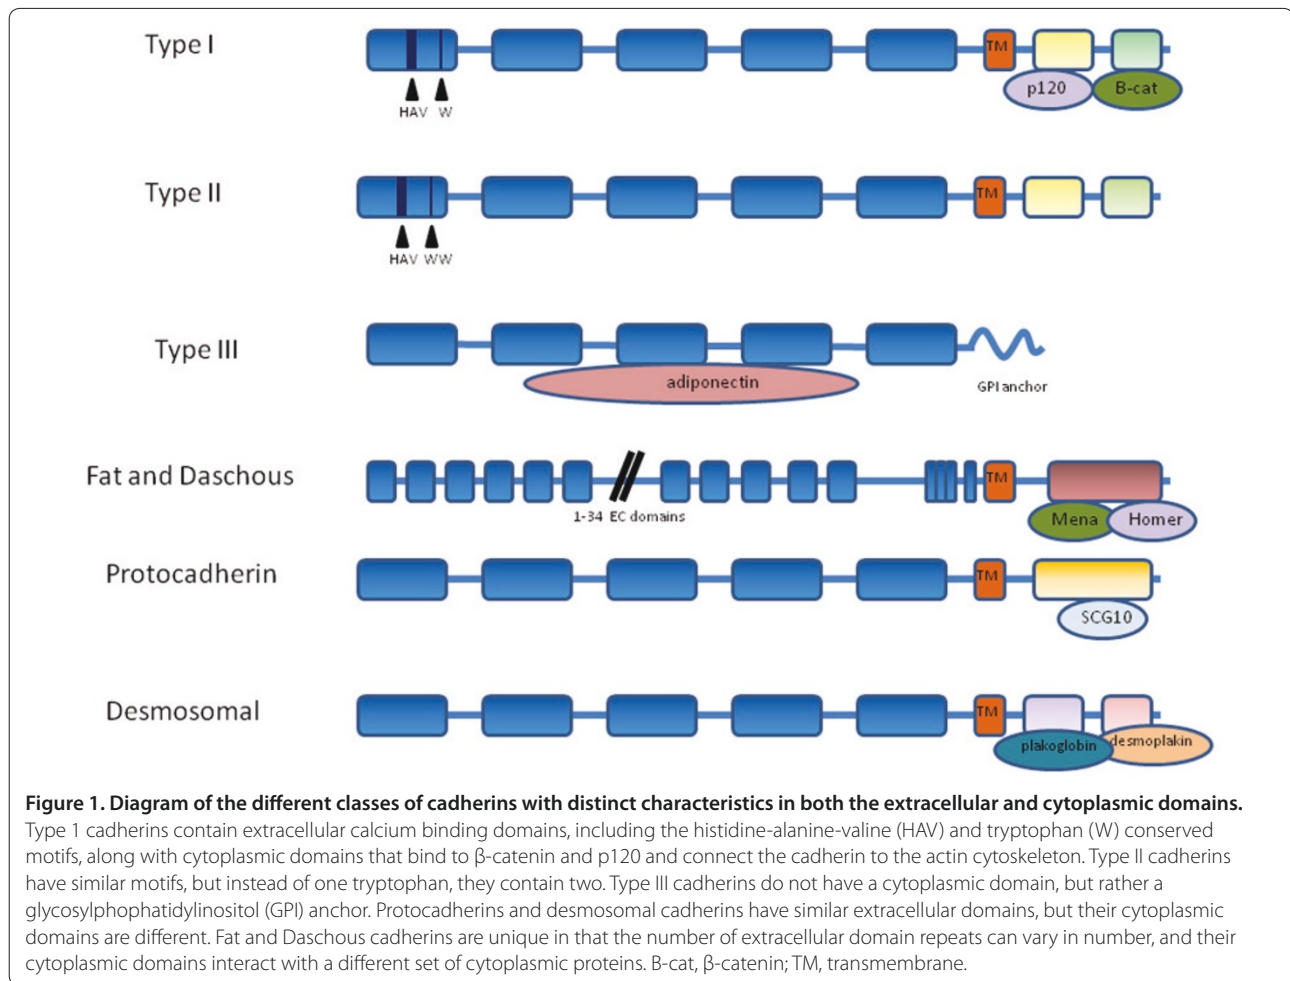 Type I
TM
p120
B-cat
HAV W
Type II
TM
HAV WW
Type III
adiponectin
GPI anchor
Fat and Daschous
TM
1-34 EC domains
Mena
Homer
Protocadherin
TM
SCG10
Desmosomal
TM
plakoglobin
desmoplakin
Figure 1. Diagram of the different classes of cadherins with distinct characteristics in both the extracellular and cytoplasmic domains.
Type 1 cadherins contain extracellular calcium binding domains, including the histidine-alanine-valine (HAV) and tryptophan (W) conserved
motifs, along with cytoplasmic domains that bind to β-catenin and p120 and connect the cadherin to the actin cytoskeleton. Type II cadherins
have similar motifs, but instead of one tryptophan, they contain two. Type III cadherins do not have a cytoplasmic domain, but rather a
glycosylphophatidylinositol (GPI) anchor. Protocadherins and desmosomal cadherins have similar extracellular domains, but their cytoplasmic
domains are different. Fat and Daschous cadherins are unique in that the number of extracellular domain repeats can vary in number, and their
cytoplasmic domains interact with a different set of cytoplasmic proteins. B-cat, β-catenin; TM, transmembrane.